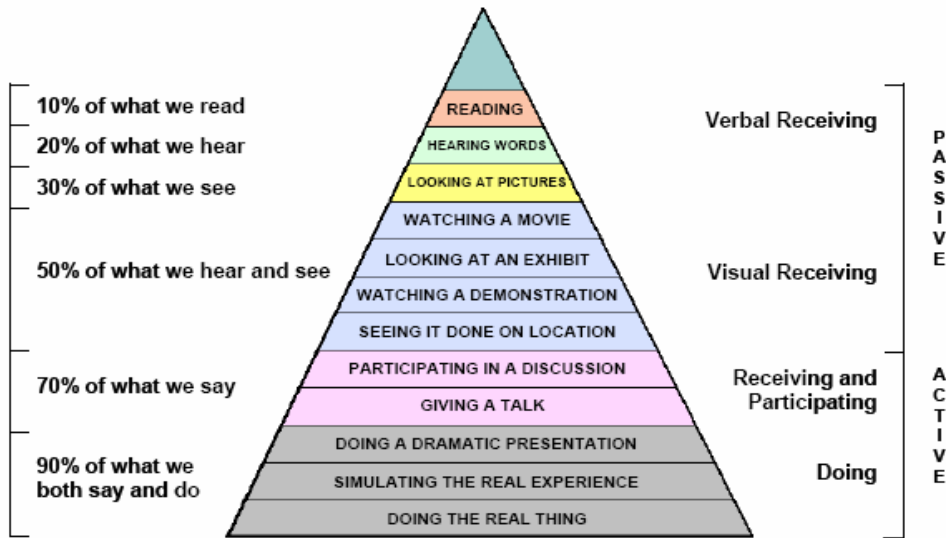 10% of what we read
20% of what we hear
30% of what we see
50% of what we hear and see
70% of what we say
90% of what we
both say and do
READING
HEARING WORDS
LOOKING AT PICTURES
WATCHING A MOVIE
LOOKING AT AN EXHIBIT
WATCHING A DEMONSTRATION
SEEING IT DONE ON LOCATION
PARTICIPATING IN A DISCUSSION
GIVING A TALK
DOING A DRAMATIC PRESENTATION
SIMULATING THE REAL EXPERIENCE
DOING THE REAL THING
Verbal Receiving
Visual Receiving
Receiving and
Participating
Doing
PASSIVE
ACTIVE